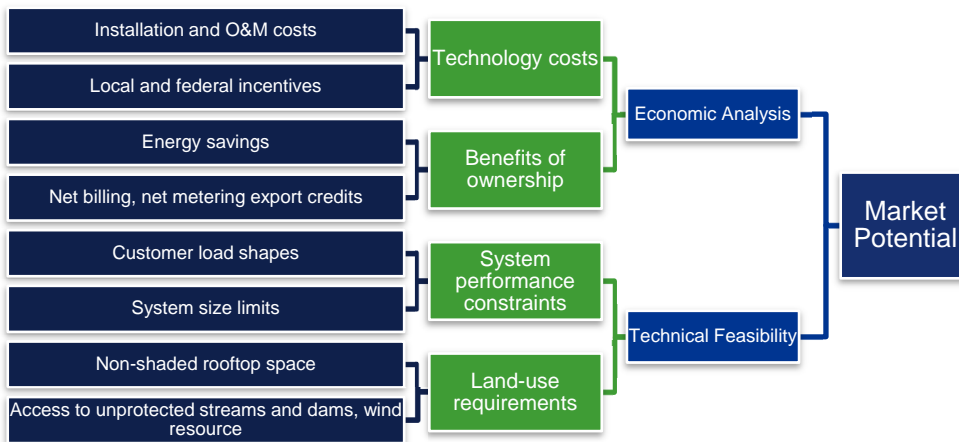 Installation and O&M costs
Local and federal incentives
Energy savings
Net billing, net metering export credits
Customer load shapes
System size limits
Non-shaded rooftop space
Access to unprotected streams and dams, wind
resource
Technology costs
Benefits of
ownership
System
performance
constraints
Land-use
requirements
Economic Analysis
Technical Feasibility
Market
Potential